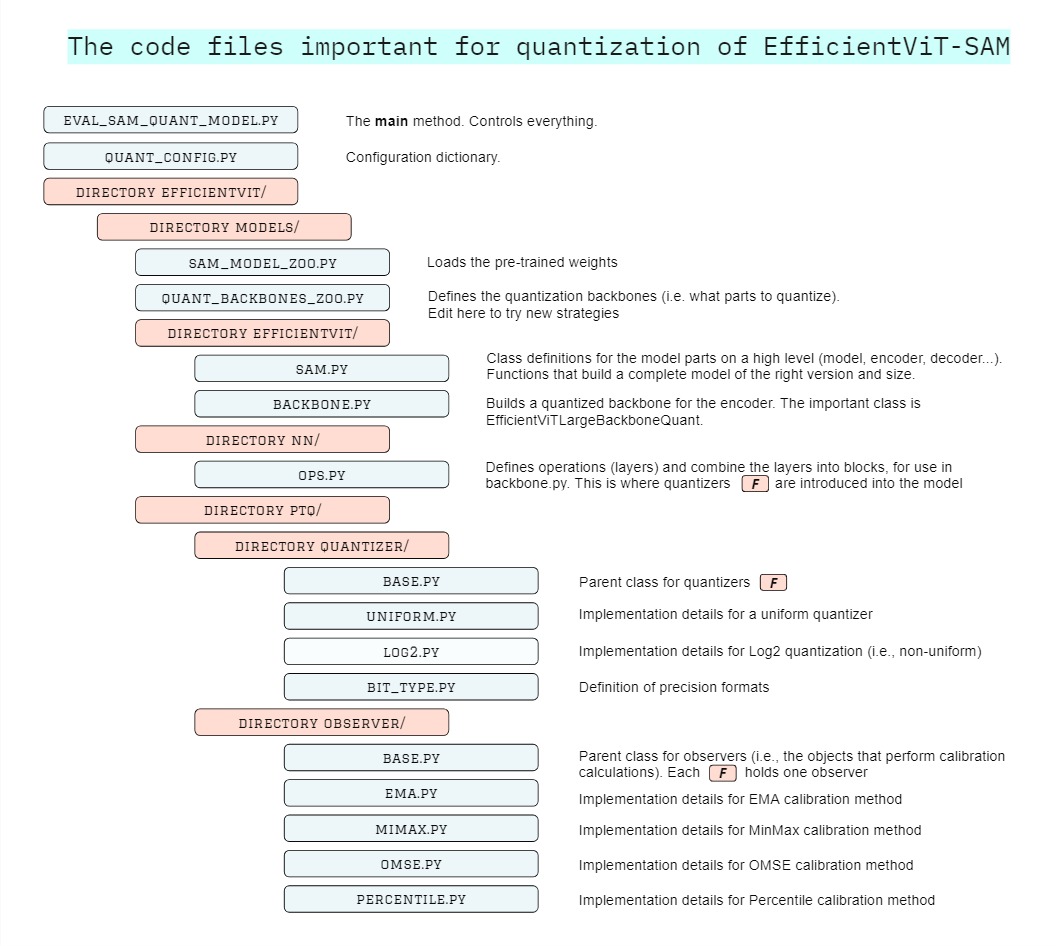 The code files important for quantization of EfficientViT-SAM
EVAL_SAM_QUANT_MODEL.PY
The main method. Controls everything.
QUANT_CONFIG.PY
Configuration dictionary.
DIRECTORY EFFICIENTVIT/
DIRECTORY MODELS/
SAM_MODEL_ZOO.PY
Loads the pre-trained weights
QUANT_BACKBONES_ZOO.PY
Defines the quantization backbones (i.e. what parts to quantize).
Edit here to try new strategies
DIRECTORY EFFICIENTVIT/
SAM.PY
Class definitions for the model parts on a high level (model, encoder, decoder...).
Functions that build a complete model of the right version and size.
BACKBONE.PY
Builds a quantized backbone for the encoder. The important class is
EfficientViTLargeBackboneQuant.
DIRECTORY NN/
OPS.PY
Defines operations (layers) and combine the layers into blocks, for use in
backbone.py. This is where quantizers F are introduced into the model
DIRECTORY PTQ/
DIRECTORY QUANTIZER/
BASE.PY
Parent class for quantizers F
UNIFORM.PY
Implementation details for a uniform quantizer
LOG2.PY
Implementation details for Log2 quantization (i.e., non-uniform)
BIT_TYPE.PY
Definition of precision formats
DIRECTORY OBSERVER/
BASE.PY
Parent class for observers (i.e., the objects that perform calibration
calculations). Each F holds one observer
EMA.PY
Implementation details for EMA calibration method
MIMAX.PY
Implementation details for MinMax calibration method
OMSE.PY
Implementation details for OMSE calibration method
PERCENTILE.PY
Implementation details for Percentile calibration method